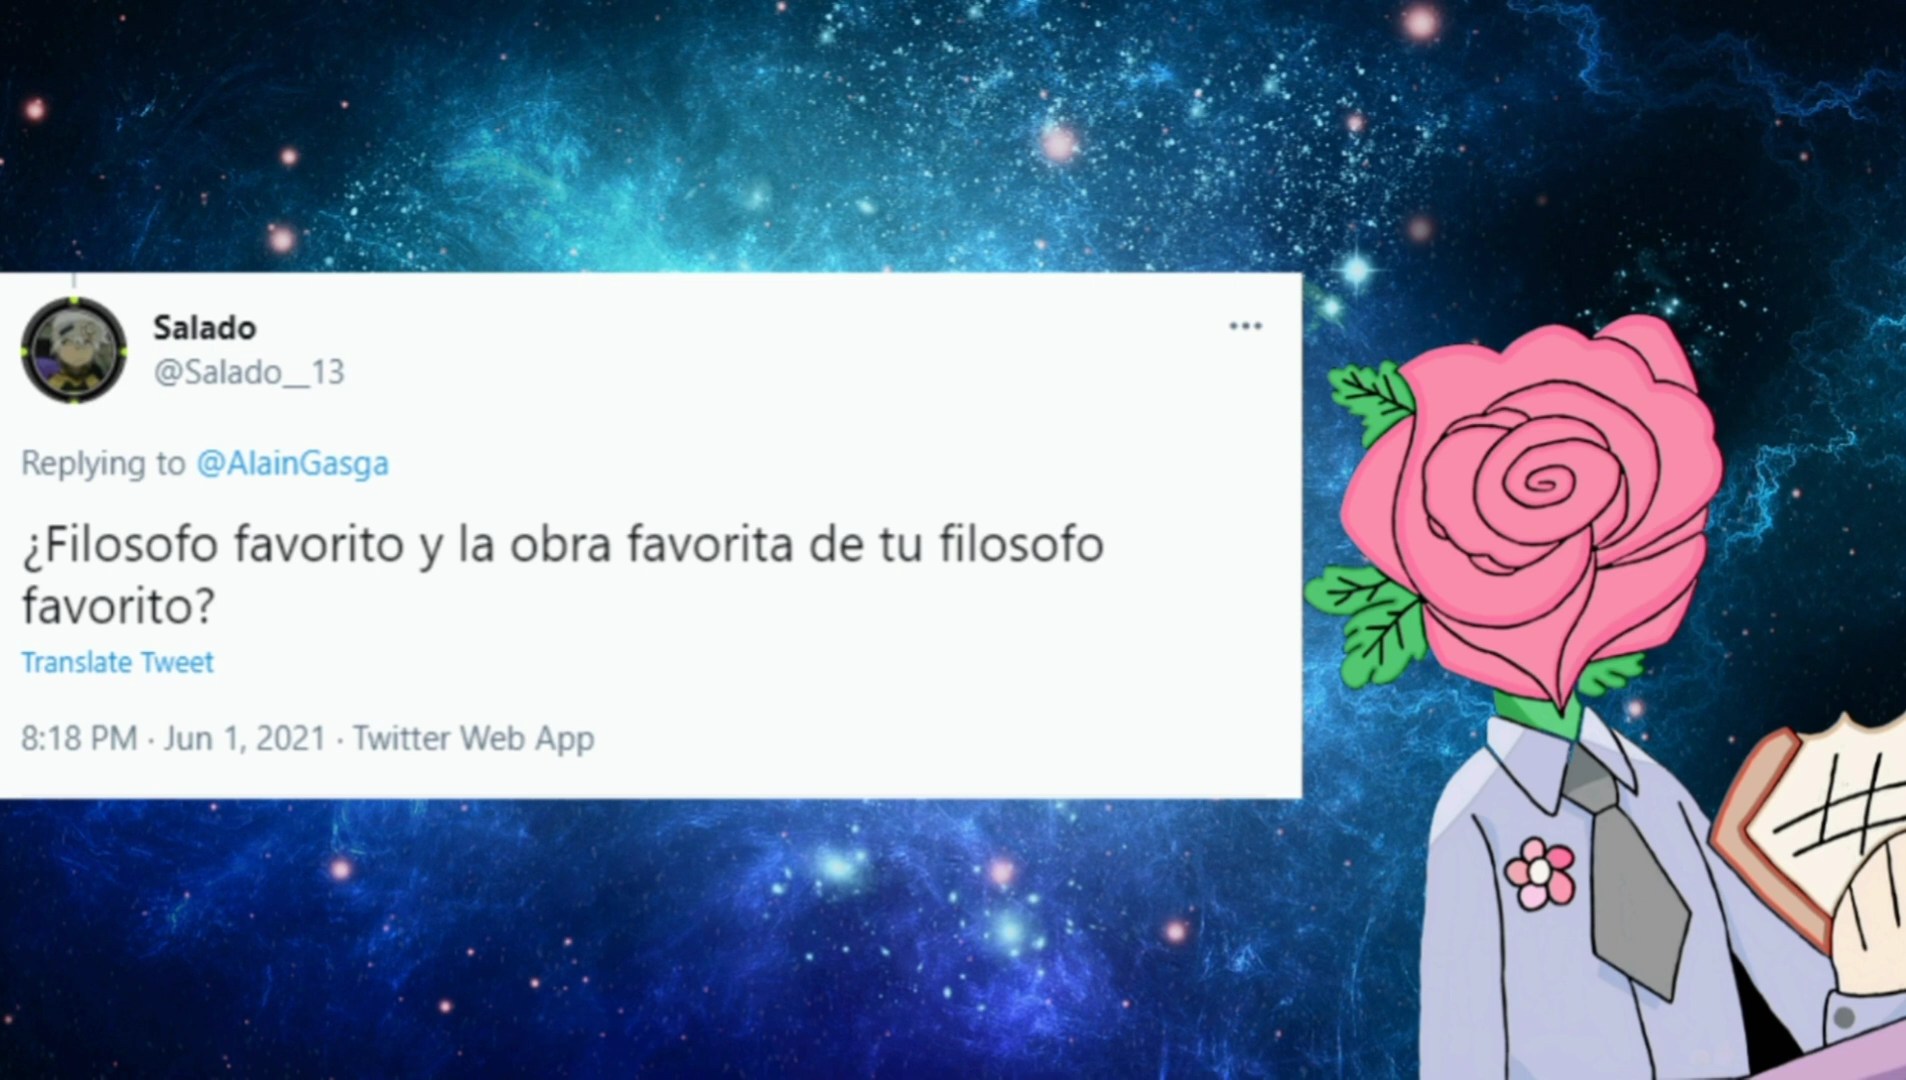 Salado
@Salado__13
Replying to @AlainGasga
¿Filosofo favorito y la obra favorita de tu filosofo
favorito?
Translate Tweet
8:18 PM · Jun 1, 2021 · Twitter Web App